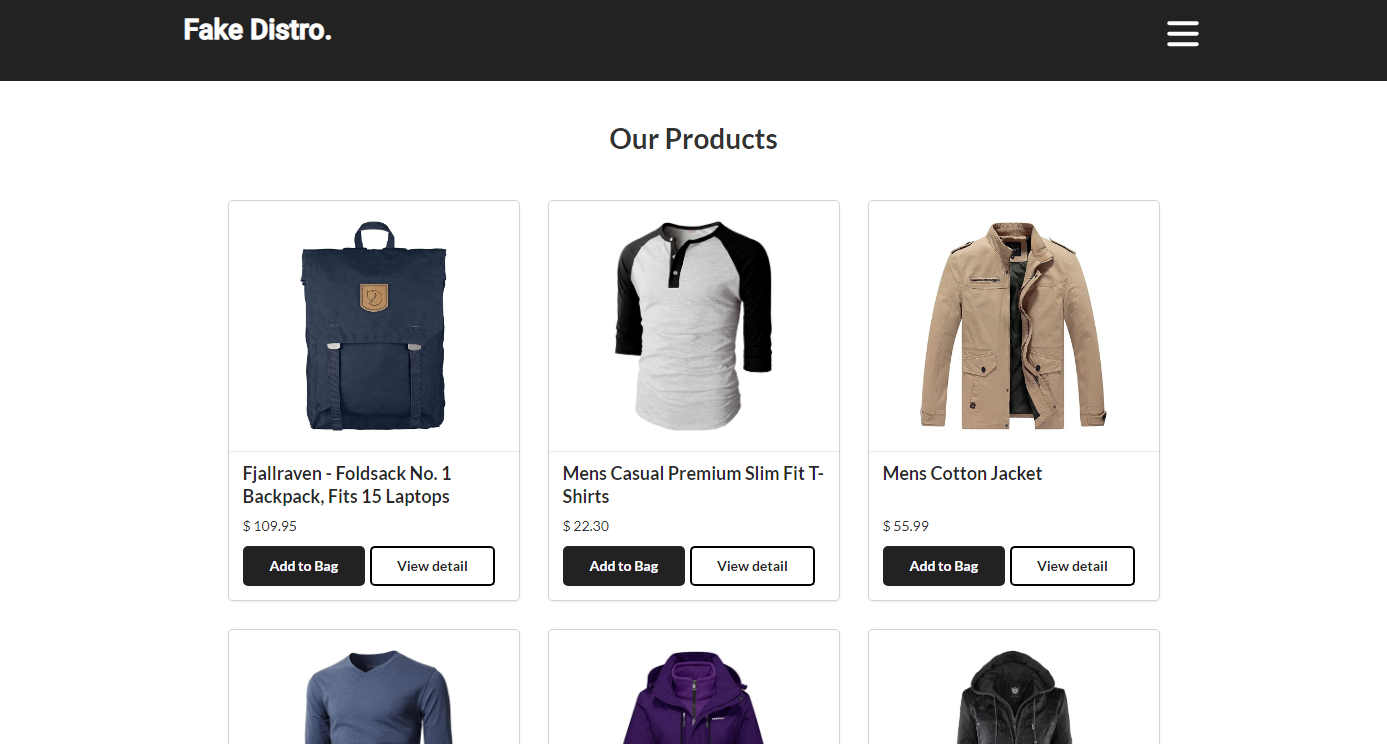 Fake Distro.
Our Products
Fjallraven - Foldsack No. 1
Backpack, Fits 15 Laptops
$ 109.95
Add to Bag
View detail
Mens Casual Premium Slim Fit T-
Shirts
$ 22.30
Add to Bag
View detail
Mens Cotton Jacket
$ 55.99
Add to Bag
View detail